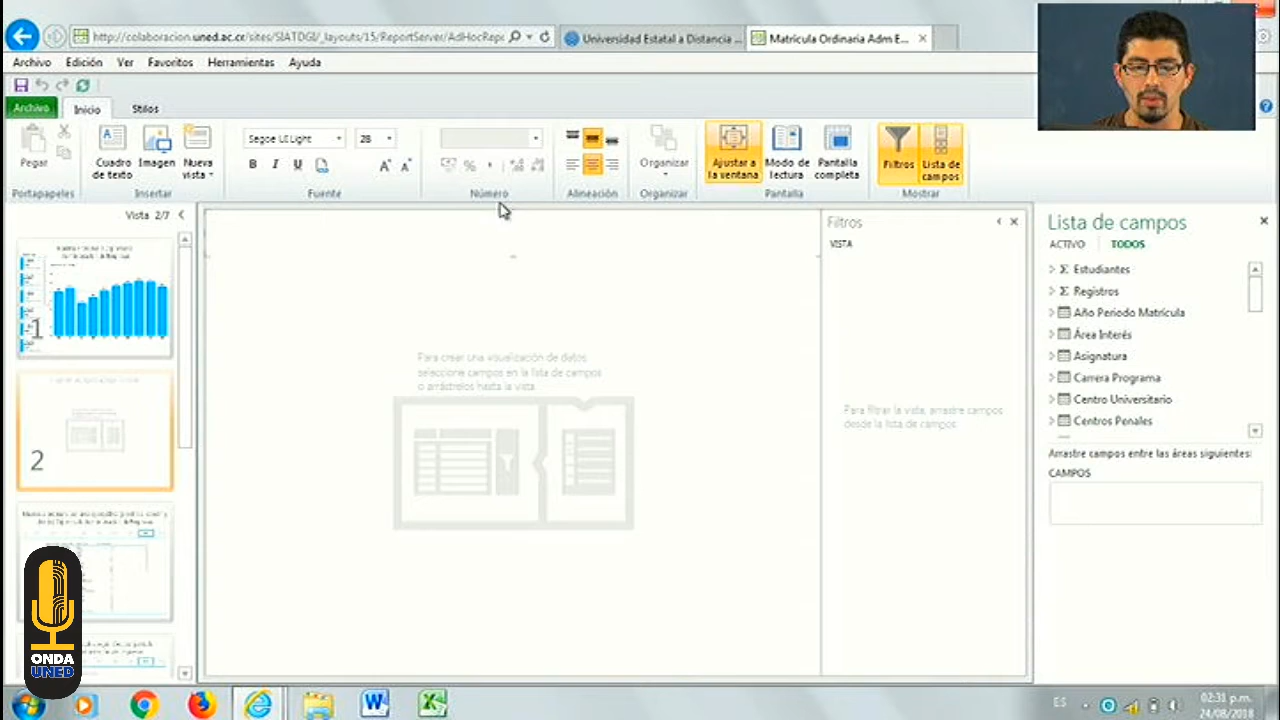 http://colaboracion.uned.ac.cr/sites/SIATDGI/_layouts/15/ReportServer/AdHocRepo
Universidad Estatal a Distancia ...
Matrícula Ordinaria Adm E...
Archivo Edición Ver Favoritos Herramientas Ayuda
Archivo Inicio Stilos
Pegar
Cuadro de texto
Imagen
Nueva vista
Segoe UI Light 28
Organizar
Ajustar a la ventana
Modo de lectura
Pantalla completa
Filtros
Lista de campos
Portapapeles Insertar Fuente Número Alineación Organizar Pantalla Mostrar
Vista 2/7
1
2
Para crear una visualización de datos
seleccione campos en la lista de campos
o arrástrelos hasta la vista
Filtros
VISTA
Para filtrar la vista, arrastre campos
desde la lista de campos
Lista de campos
ACTIVO TODOS
Σ Estudiantes
Σ Registros
Año Periodo Matrícula
Área Interés
Asignatura
Carrera Programa
Centro Universitario
Centros Penales
Arrastre campos entre las áreas siguientes:
CAMPOS
ONDA
UNED
ES
02:31 p.m.
24/08/2018